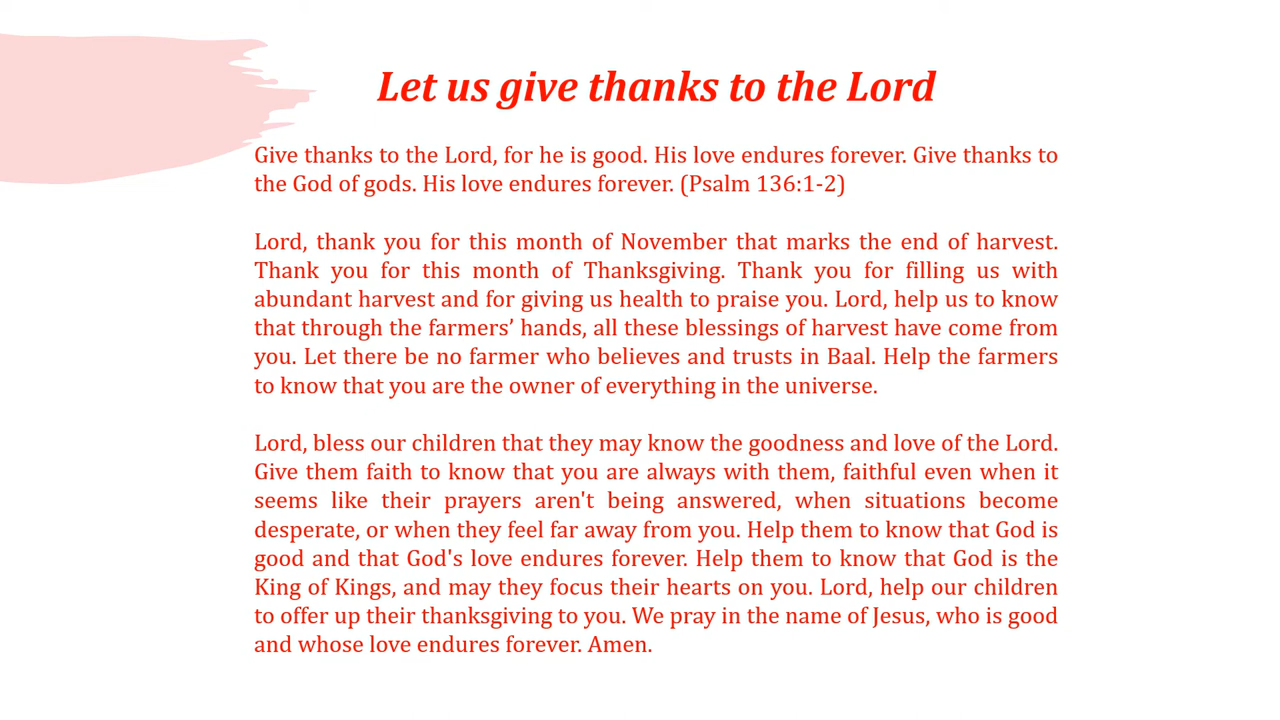 Let us give thanks to the Lord
Give thanks to the Lord, for he is good. His love endures forever. Give thanks to
the God of gods. His love endures forever. (Psalm 136:1-2)
Lord, thank you for this month of November that marks the end of harvest.
Thank you for this month of Thanksgiving. Thank you for filling us with
abundant harvest and for giving us health to praise you. Lord, help us to know
that through the farmers’ hands, all these blessings of harvest have come from
you. Let there be no farmer who believes and trusts in Baal. Help the farmers
to know that you are the owner of everything in the universe.
Lord, bless our children that they may know the goodness and love of the Lord.
Give them faith to know that you are always with them, faithful even when it
seems like their prayers aren't being answered, when situations become
desperate, or when they feel far away from you. Help them to know that God is
good and that God's love endures forever. Help them to know that God is the
King of Kings, and may they focus their hearts on you. Lord, help our children
to offer up their thanksgiving to you. We pray in the name of Jesus, who is good
and whose love endures forever. Amen.